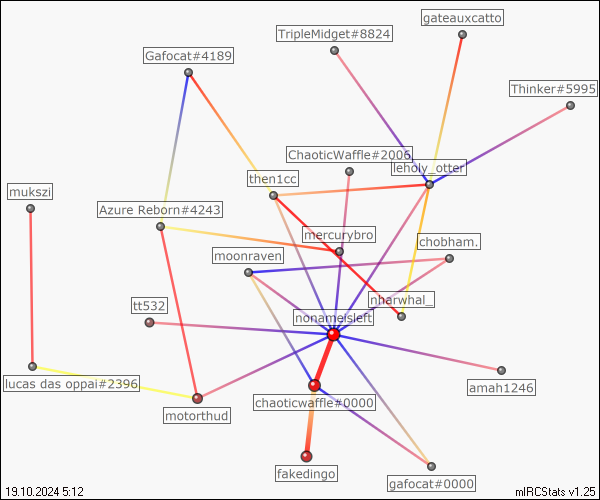 gateauxcatto
TripleMidget#8824
Gafocat#4189
Thinker#5995
ChaoticWaffle#2006
leholy_otter
then1cc
mukszi
Azure Reborn#4243
mercurybro
chobham.
moonraven
nharwhal_
tt532
nonameisleft
lucas das oppai#2396
amah1246
chaoticwaffle#0000
motorthud
fakedingo
gafocat#0000
19.10.2024 5:12
mIRCStats v1.25